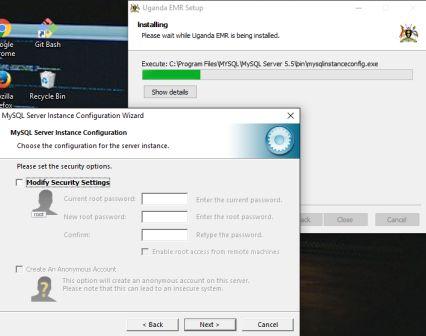 Google
Chrome
Git Bash
Mozilla
Firefox
Recycle Bin
Uganda EMR Setup
Installing
Please wait while Uganda EMR is being installed.
Execute: C:\Program Files\MYSQL\MySQL Server 5.5\bin\mysqlinstanceconfig.exe
Show details
Back
Close
Cancel
MySQL Server Instance Configuration Wizard
MySQL Server Instance Configuration
Choose the configuration for the server instance.
Please set the security options.
Modify Security Settings
root
Current root password:
Enter the current password.
New root password:
Enter the root password.
Confirm:
Retype the password.
Enable root access from remote machines
Create An Anonymous Account
This option will create an anonymous account on this server.
Please note that this can lead to an insecure system.
< Back
Next >
Cancel